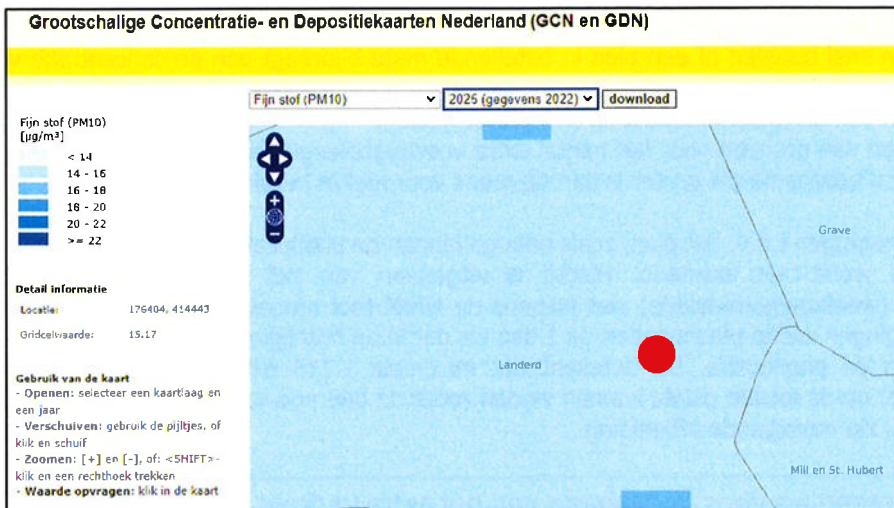 Grootschalige Concentratie- en Depositiekaarten Nederland (GCN en GDN)
Fijn stof (PM10) 2025 (gegevens 2022) download
Fijn stof (PM10)
[µg/m³]
< 14
14 - 16
16 - 18
18 - 20
20 - 22
>= 22
Grave
Detail informatie
Locatie: 176404, 414443
Gridcelwaarde: 15.17
Landerd
Gebruik van de kaart
- Openen: selecteer een kaartlaag en
een jaar
- Verschuiven: gebruik de pijltjes, of
klik en schuif
- Zoomen: [+] en [-], of: <SHIFT>-
klik en een rechthoek trekken
- Waarde opvragen: klik in de kaart
Mill en St. Hubert